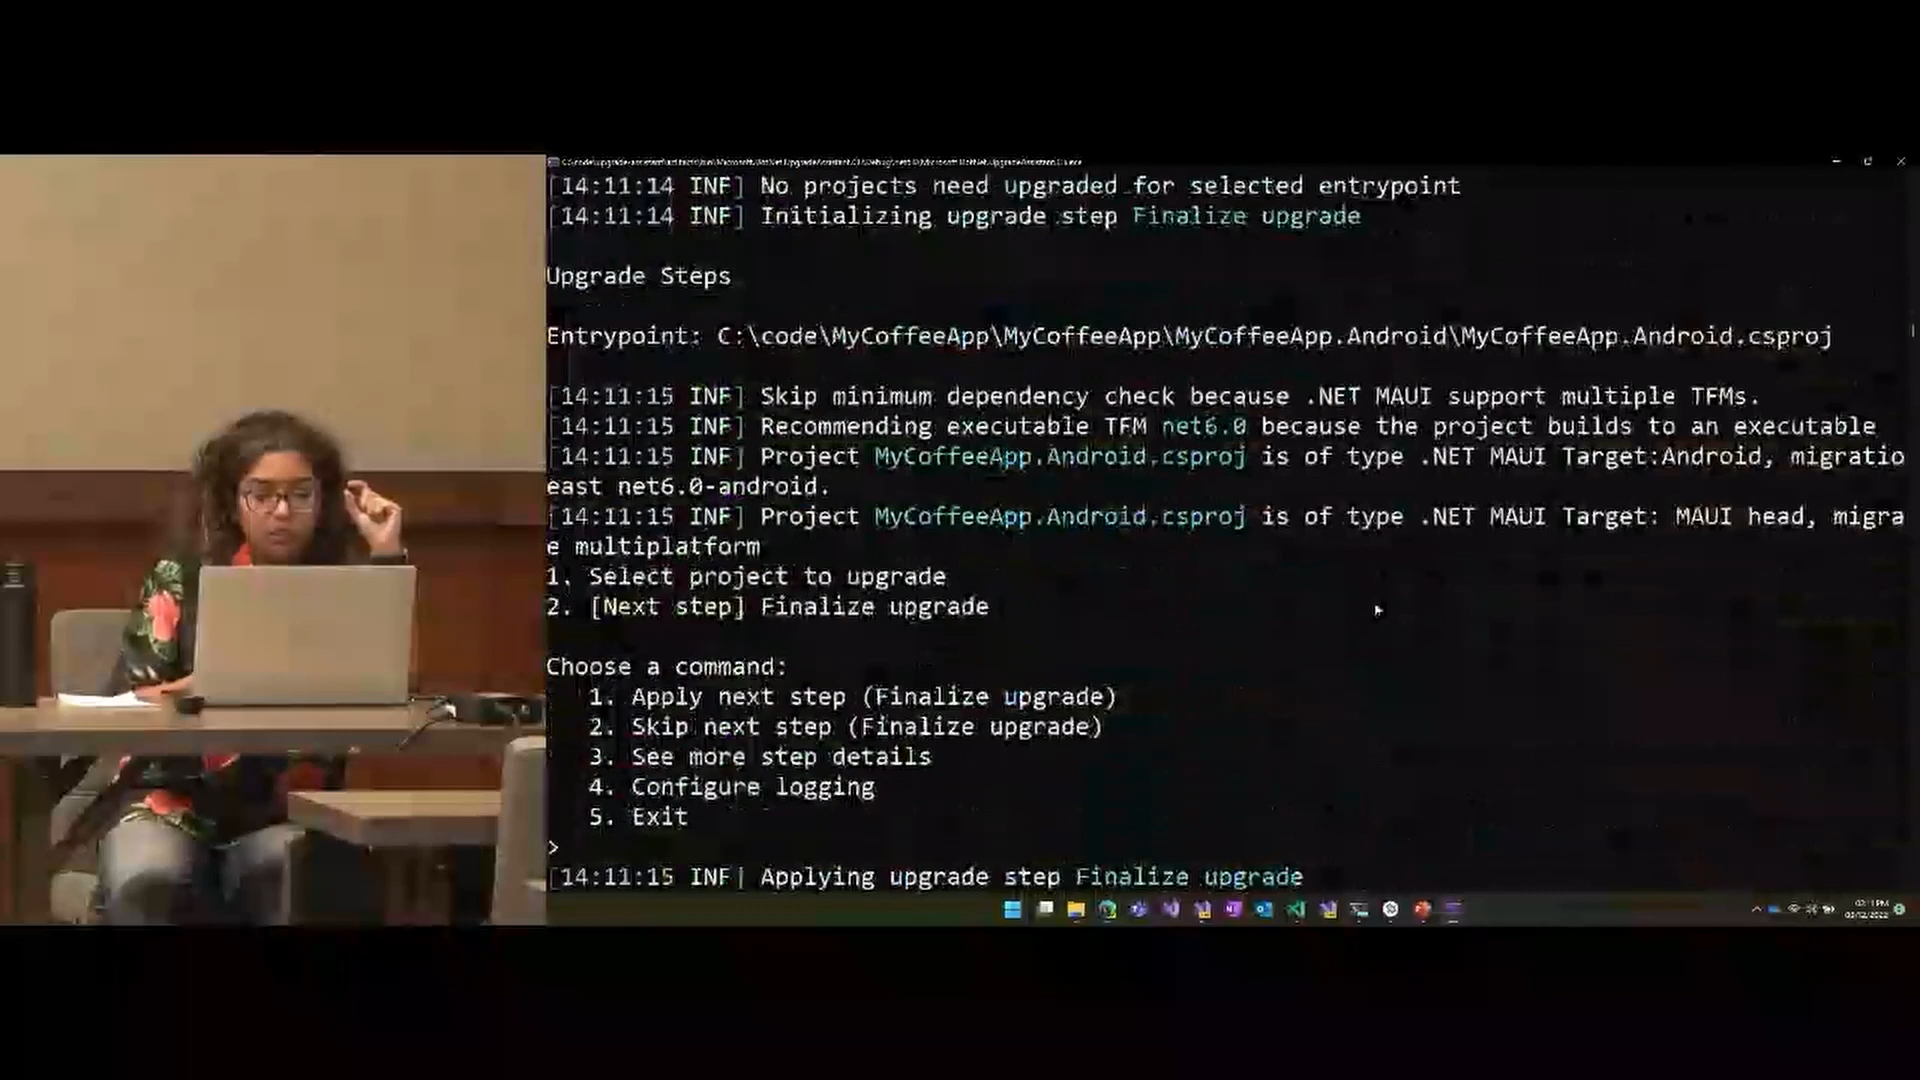 [14:11:14 INF] No projects need upgraded for selected entrypoint
[14:11:14 INF] Initializing upgrade step Finalize upgrade
Upgrade Steps
Entrypoint: C:\code\MyCoffeeApp\MyCoffeeApp\MyCoffeeApp.Android\MyCoffeeApp.Android.csproj
[14:11:15 INF] Skip minimum dependency check because .NET MAUI support multiple TFMs.
[14:11:15 INF] Recommending executable TFM net6.0 because the project builds to an executable
[14:11:15 INF] Project MyCoffeeApp.Android.csproj is of type .NET MAUI Target:Android, migratio
east net6.0-android.
[14:11:15 INF] Project MyCoffeeApp.Android.csproj is of type .NET MAUI Target: MAUI head, migra
e multiplatform
1. Select project to upgrade
2. [Next step] Finalize upgrade
Choose a command:
1. Apply next step (Finalize upgrade)
2. Skip next step (Finalize upgrade)
3. See more step details
4. Configure logging
5. Exit
>
[14:11:15 INF] Applying upgrade step Finalize upgrade